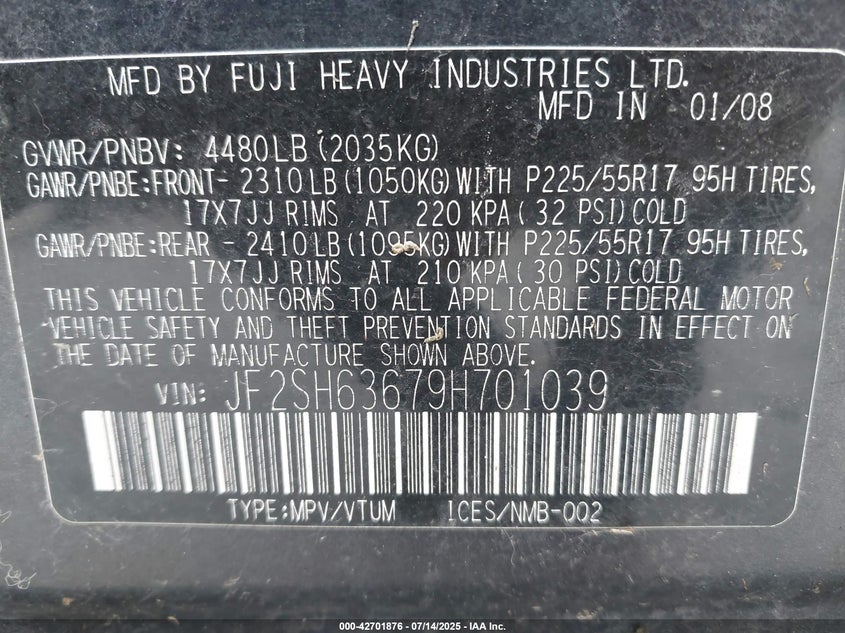 MFD BY FUJI HEAVY INDUSTRIES LTD.
MFD IN 01/08
GVWR/PNBV: 4480LB(2035KG)
GAWR/PNBE:FRONT- 2310LB(1050KG)WITH P225/55R17 95H TIRES,
17X7JJ RIMS AT 220 KPA( 32 PSI)COLD
GAWR/PNBE:REAR - 2410LB(1095KG)WITH P225/55R17 95H TIRES,
17X7JJ RIMS AT 210 KPA( 30 PSI)COLD
THIS VEHICLE CONFORMS TO ALL APPLICABLE FEDERAL MOTOR
VEHICLE SAFETY AND THEFT PREVENTION STANDARDS IN EFFECT ON
THE DATE OF MANUFACTURE SHOWN ABOVE.
VIN: JF2SH63679H701039
TYPE:MPV/VTUM ICES/NMB-002
000-42701876 - 07/14/2025 - IAA Inc.